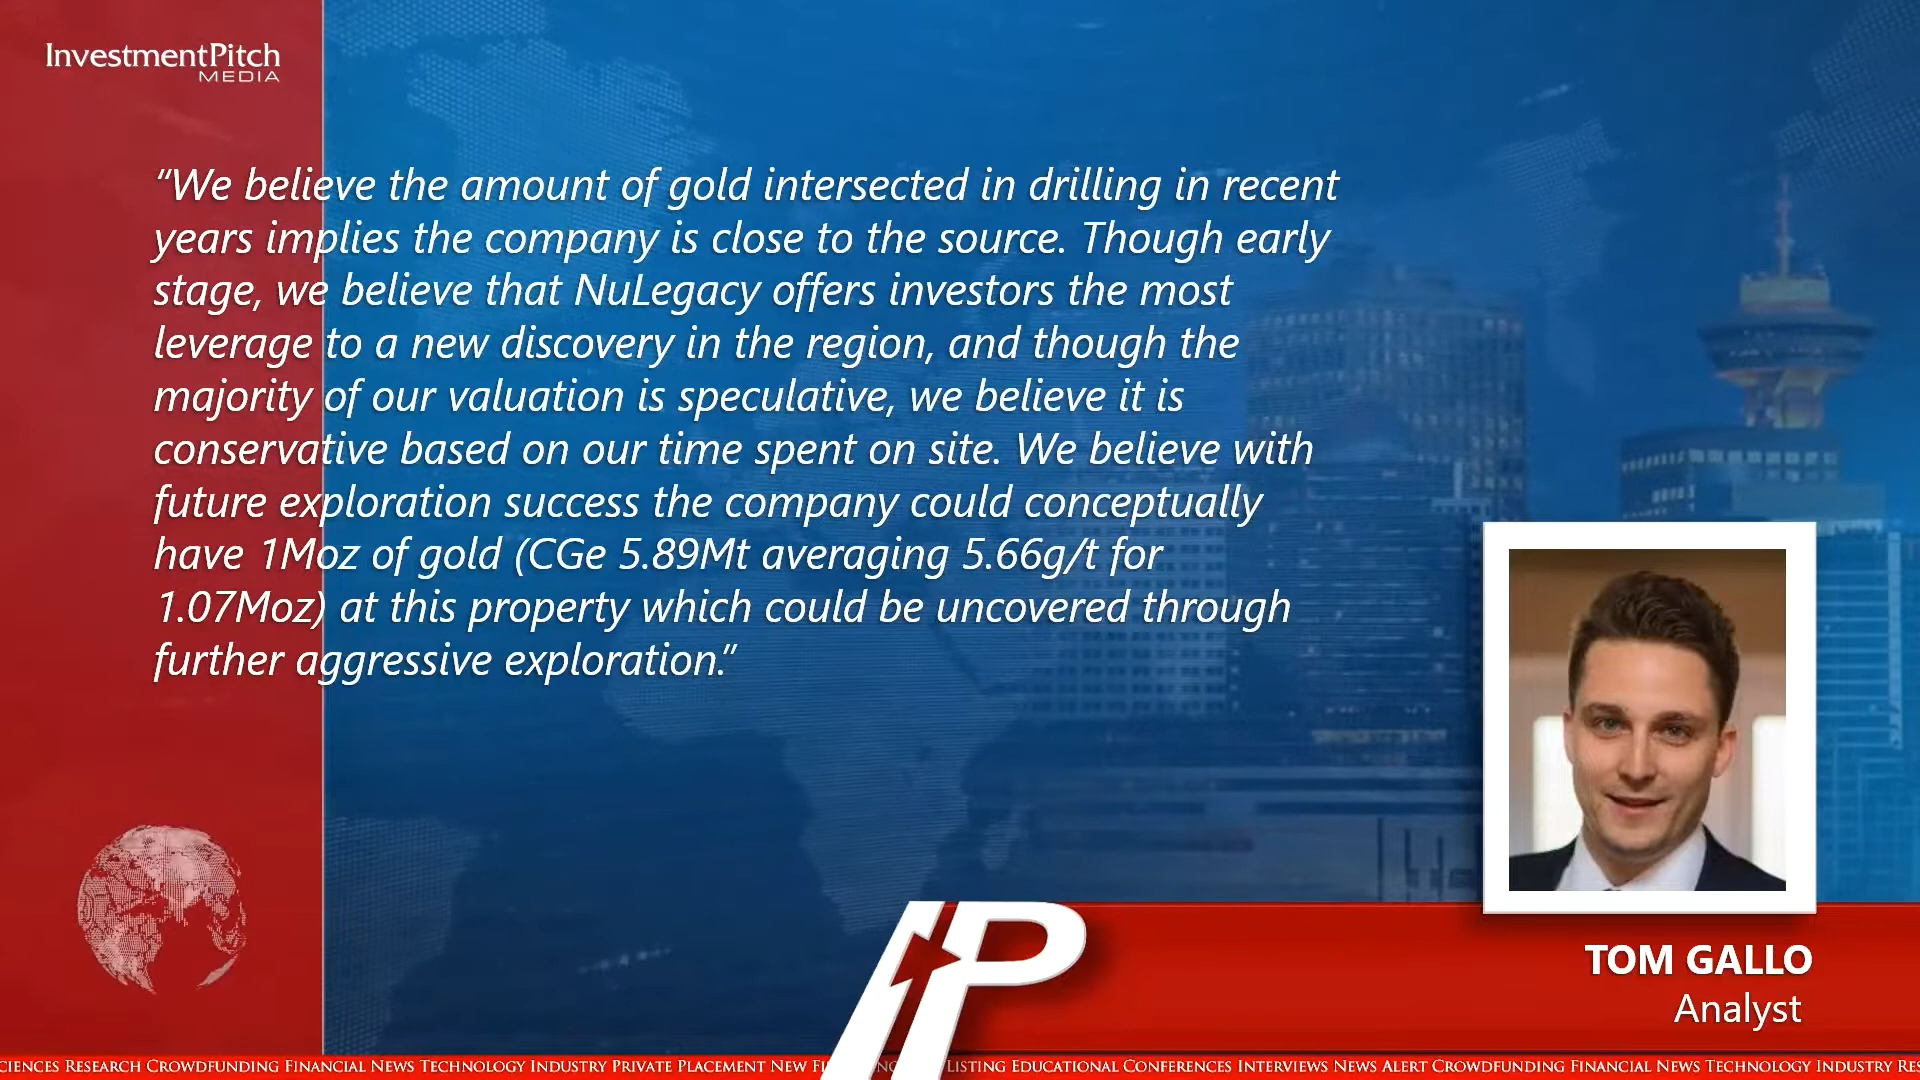 InvestmentPitch
MEDIA
“We believe the amount of gold intersected in drilling in recent
years implies the company is close to the source. Though early
stage, we believe that NuLegacy offers investors the most
leverage to a new discovery in the region, and though the
majority of our valuation is speculative, we believe it is
conservative based on our time spent on site. We believe with
future exploration success the company could conceptually
have 1Moz of gold (CGe 5.89Mt averaging 5.66g/t for
1.07Moz) at this property which could be uncovered through
further aggressive exploration.”
IP
TOM GALLO
Analyst
CIENCES RESEARCH CROWDFUNDING FINANCIAL NEWS TECHNOLOGY INDUSTRY PRIVATE PLACEMENT NEW LISTING EDUCATIONAL CONFERENCES INTERVIEWS NEWS ALERT CROWDFUNDING FINANCIAL NEWS TECHNOLOGY INDUSTRY RES